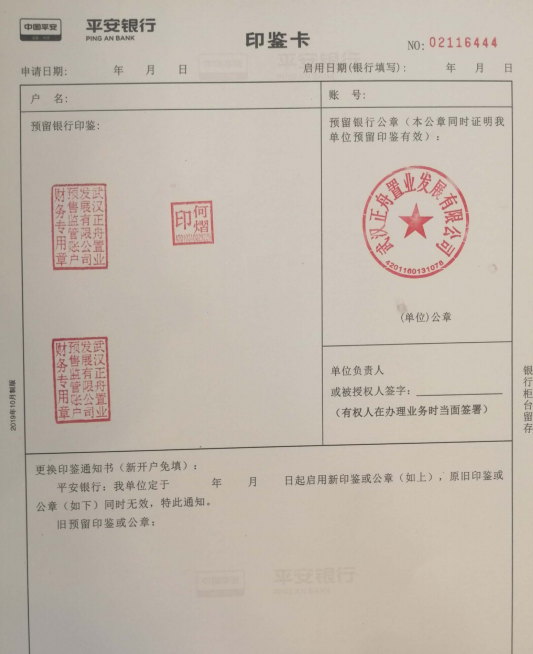 中国平安
平安银行
PING AN BANK
印鉴卡
NO: 02116444
申请日期: 年 月 日
启用日期(银行填写): 年 月 日
户 名:
账 号:
预留银行印鉴:
预留银行公章（本公章同时证明我
单位预留印鉴有效）:
武汉正舟置业
发展有限公司
预售监管账户
财务专用章
何熠
印
武汉正舟置业发展有限公司
4201160131078
(单位)公章
武汉正舟置业
发展有限公司
预售监管账户
财务专用章
单位负责人
或被授权人签字:
（有权人在办理业务时当面签署）
银行柜台留存
2019年10月制版
更换印鉴通知书（新开户免填）:
平安银行: 我单位定于 年 月 日起启用新印鉴或公章（如上）, 原旧印鉴或
公章（如下）同时无效, 特此通知。
旧预留印鉴或公章:
平安银行